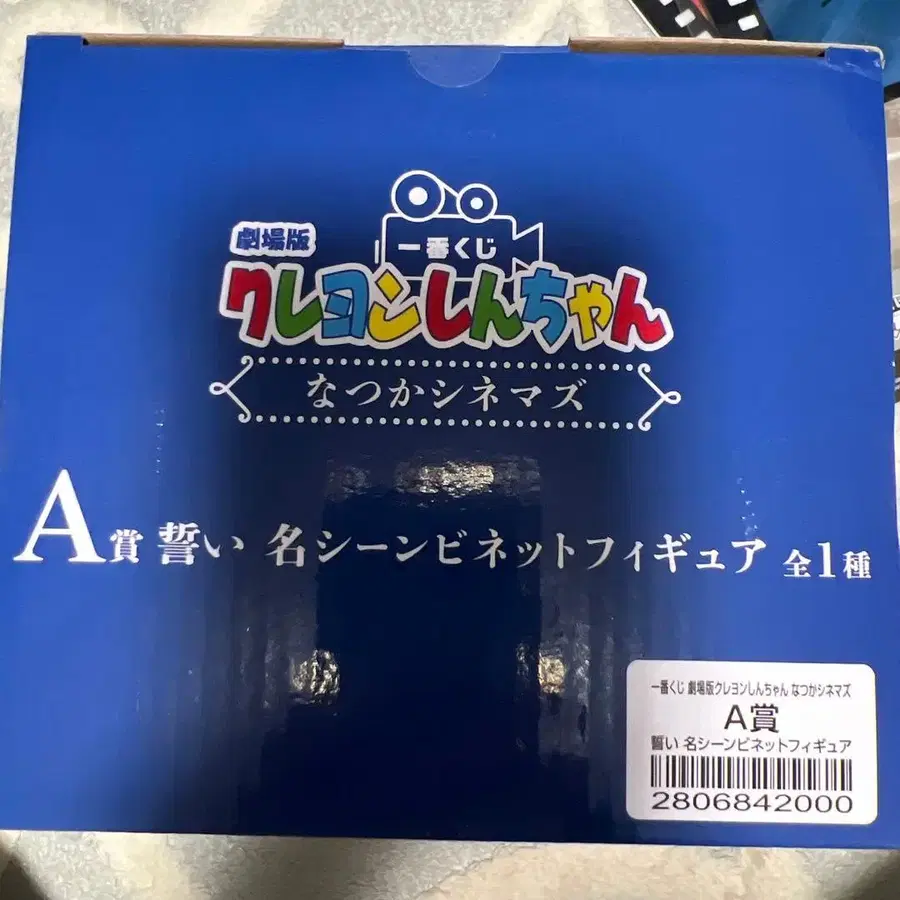 一番くじ
劇場版
クレヨンしんちゃん
なつかシネマズ
A賞 誓い 名シーンビネットフィギュア 全1種
一番くじ 劇場版クレヨンしんちゃん なつかシネマズ
A賞
誓い 名シーンビネットフィギュア
2806842000